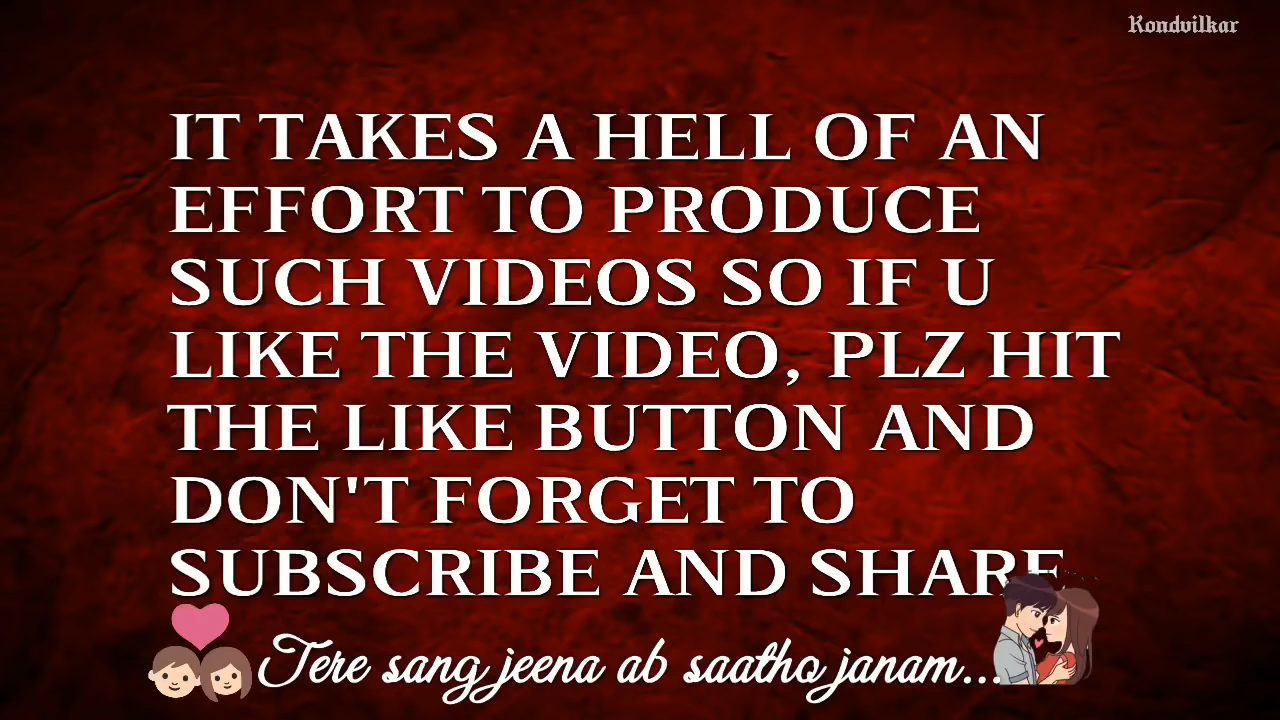 Kondvilkar
IT TAKES A HELL OF AN
EFFORT TO PRODUCE
SUCH VIDEOS SO IF U
LIKE THE VIDEO, PLZ HIT
THE LIKE BUTTON AND
DON'T FORGET TO
SUBSCRIBE AND SHARE
Tere sang jeena ab saatho janam...